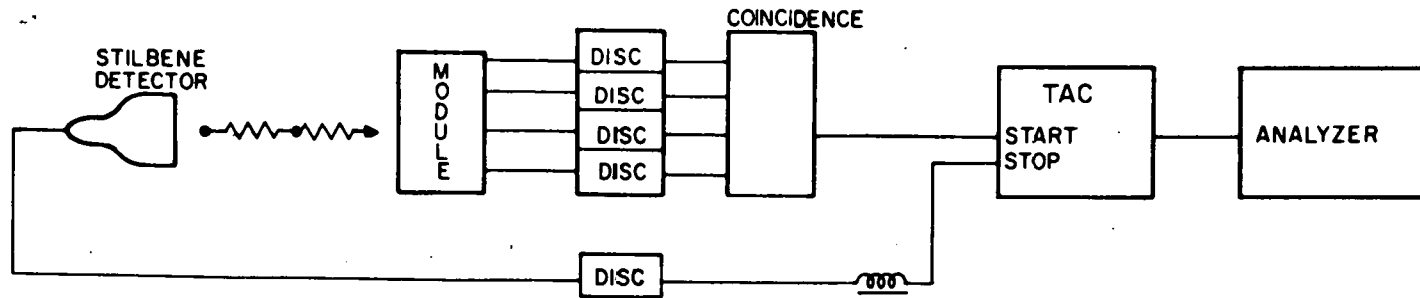 COINCIDENCE
STILBENE
DETECTOR
MODULE
DISC
DISC
DISC
DISC
TAC
START
STOP
ANALYZER
DISC